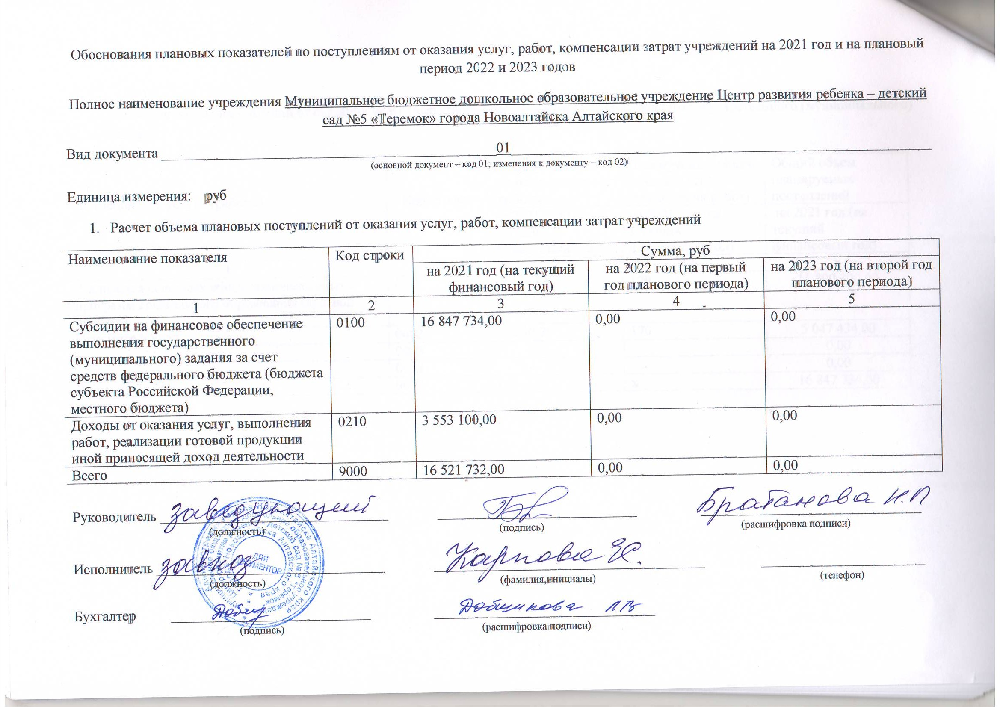 Обоснования плановых показателей по поступлениям от оказания услуг, работ, компенсации затрат учреждений на 2021 год и на плановый
период 2022 и 2023 годов
Полное наименование учреждения Муниципальное бюджетное дошкольное образовательное учреждение Центр развития ребенка – детский
сад №5 «Теремок» города Новоалтайска Алтайского края
Вид документа 01
(основной документ – код 01; изменения к документу – код 02)
Единица измерения: руб
1. Расчет объема плановых поступлений от оказания услуг, работ, компенсации затрат учреждений
Наименование показателя Код строки Сумма, руб
на 2021 год (на текущий на 2022 год (на первый на 2023 год (на второй год
финансовый год) год планового периода) планового периода)
1 2 3 4 5
Субсидии на финансовое обеспечение 0100 16 847 734,00 0,00 0,00
выполнения государственного
(муниципального) задания за счет
средств федерального бюджета (бюджета
субъекта Российской Федерации,
местного бюджета)
Доходы от оказания услуг, выполнения 0210 3 553 100,00 0,00 0,00
работ, реализации готовой продукции
иной приносящей доход деятельности
Всего 9000 16 521 732,00 0,00 0,00
Руководитель заведующий Братанова Н.П
(должность) (подпись) (расшифровка подписи)
Исполнитель завхоз Карпова
(должность) (фамилия,инициалы) (телефон)
Бухгалтер Добщикова
(подпись) (расшифровка подписи)
ДЛЯ
ДОКУМЕНТОВ